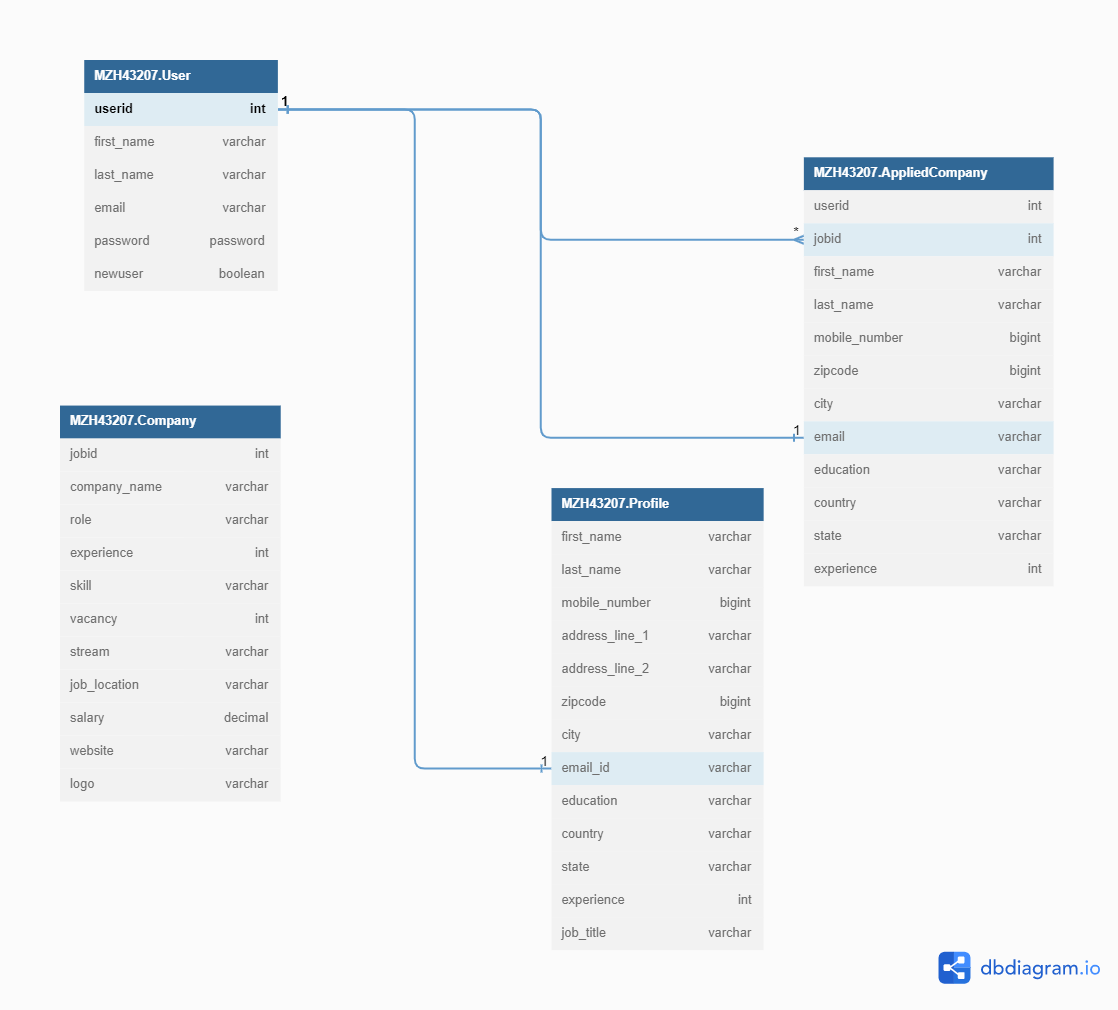 MZH43207.User
userid int
first_name varchar
last_name varchar
email varchar
password password
newuser boolean
1
MZH43207.AppliedCompany
userid int
* jobid int
first_name varchar
last_name varchar
mobile_number bigint
zipcode bigint
city varchar
1 email varchar
education varchar
country varchar
state varchar
experience int
MZH43207.Company
jobid int
company_name varchar
role varchar
experience int
skill varchar
vacancy int
stream varchar
job_location varchar
salary decimal
website varchar
logo varchar
MZH43207.Profile
first_name varchar
last_name varchar
mobile_number bigint
address_line_1 varchar
address_line_2 varchar
zipcode bigint
city varchar
1 email_id varchar
education varchar
country varchar
state varchar
experience int
job_title varchar
dbdiagram.io